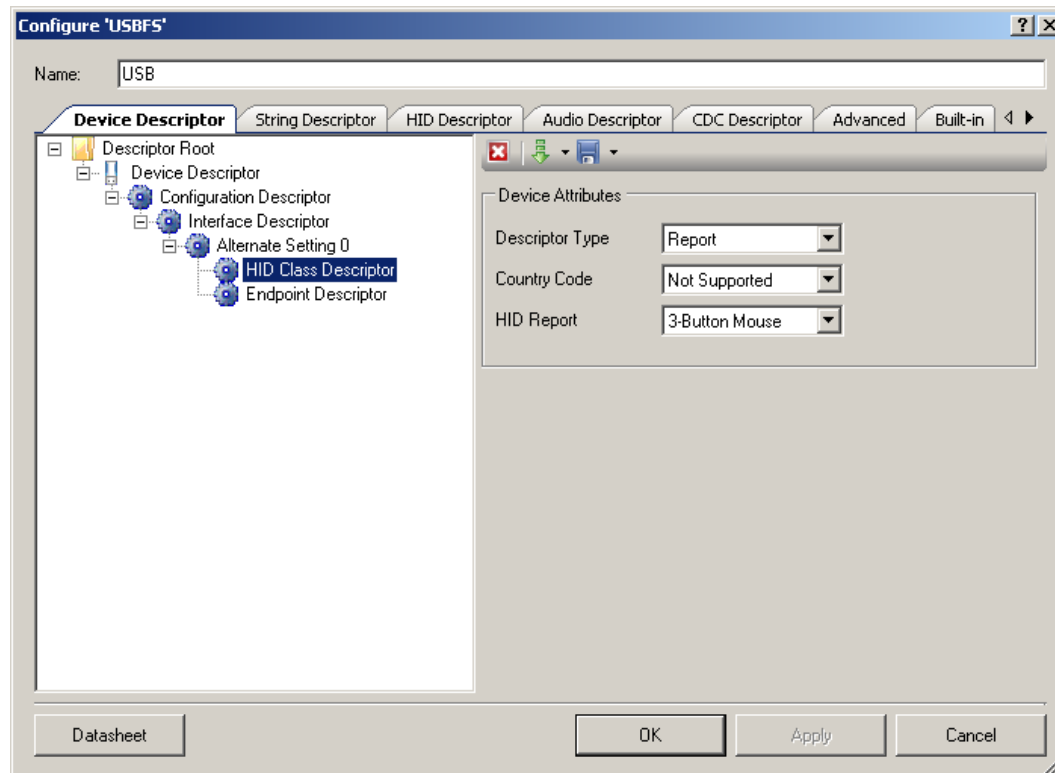 Configure 'USBFS'
Name: USB
Device Descriptor String Descriptor HID Descriptor Audio Descriptor CDC Descriptor Advanced Built-in
Descriptor Root
Device Descriptor
Configuration Descriptor
Interface Descriptor
Alternate Setting 0
HID Class Descriptor
Endpoint Descriptor
Device Attributes
Descriptor Type Report
Country Code Not Supported
HID Report 3-Button Mouse
Datasheet OK Apply Cancel